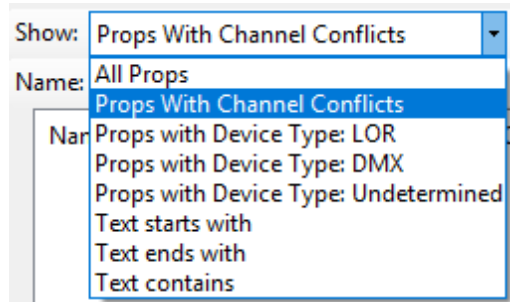 Show: Props With Channel Conflicts
Name: All Props
Props With Channel Conflicts
Nar Props with Device Type: LOR
Props with Device Type: DMX
Props with Device Type: Undetermined
Text starts with
Text ends with
Text contains